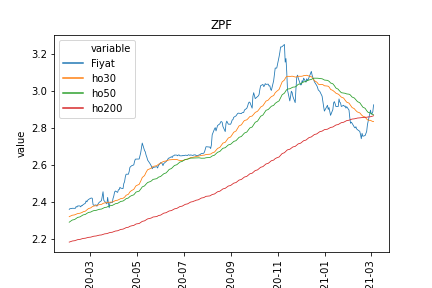 ZPF
variable
Fiyat
ho30
ho50
ho200
value
3.2
3.0
2.8
2.6
2.4
2.2
20-03
20-05
20-07
20-09
20-11
21-01
21-03